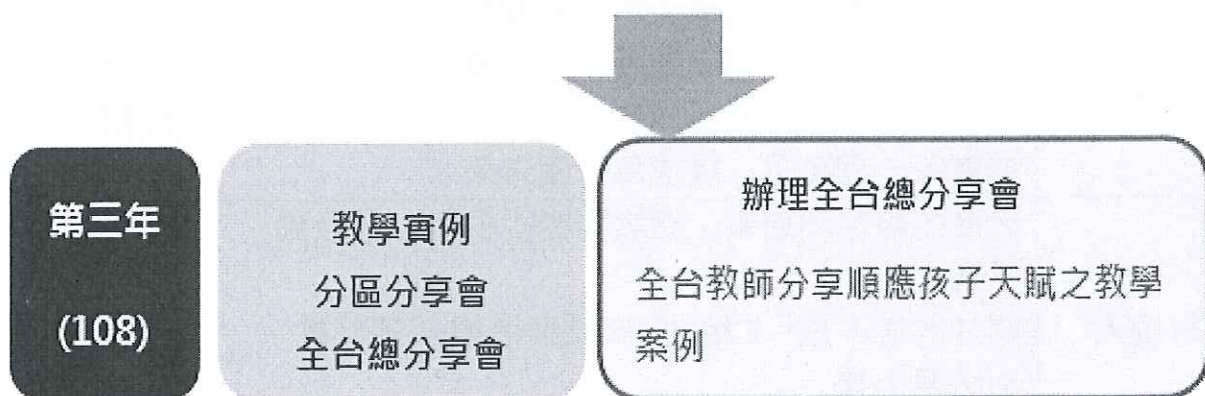 第三年
(108)
教學實例
分區分享會
全台總分享會
辦理全台總分享會
全台教師分享順應孩子天賦之教學
案例